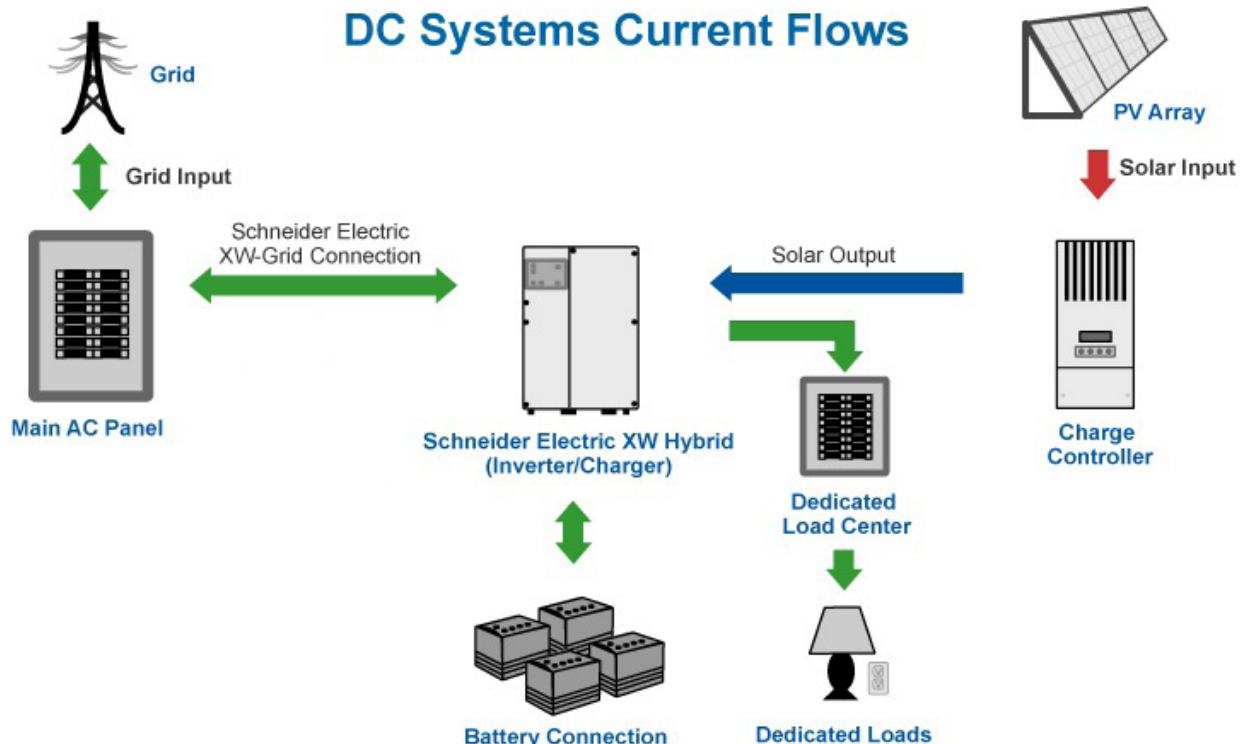 DC Systems Current Flows
Grid
PV Array
Grid Input
Solar Input
Schneider Electric
XW-Grid Connection
Solar Output
Main AC Panel
Schneider Electric XW Hybrid
(Inverter/Charger)
Charge
Controller
Dedicated
Load Center
Battery Connection
Dedicated Loads